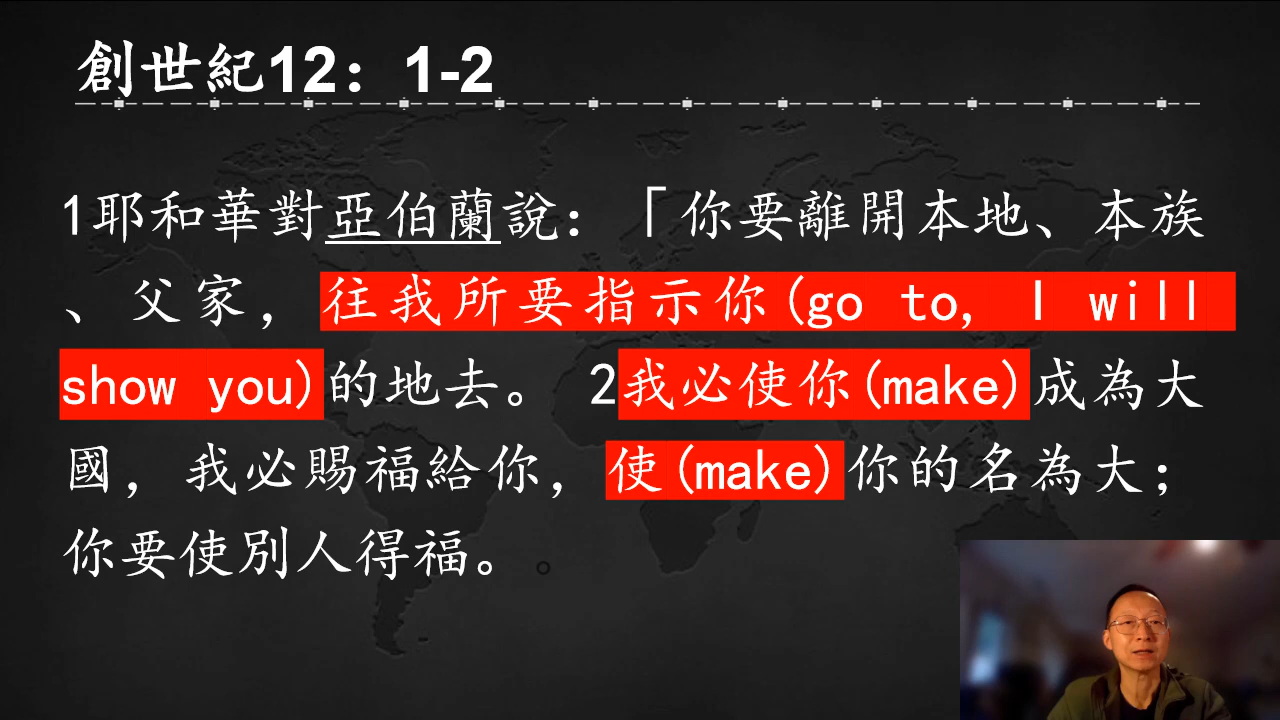 創世紀12：1-2
1耶和華對亞伯蘭說：「你要離開本地、本族
、父家，往我所要指示你(go to, I will
show you)的地去。 2我必使你(make)成為大
國，我必賜福給你，使(make)你的名為大；
你要使別人得福。